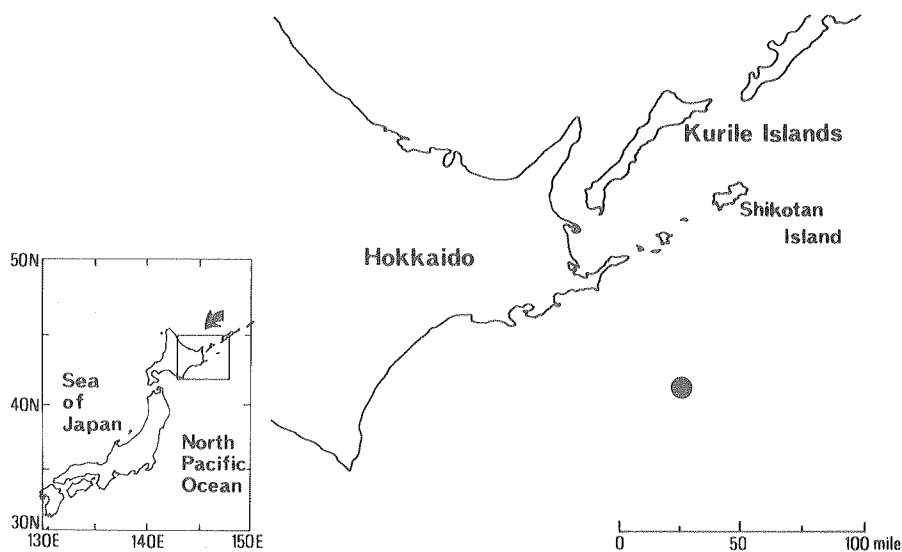 Kurile Islands
Shikotan
Island
Hokkaido
50N
Sea
of
Japan
40N
North
Pacific
Ocean
30N
130E 140E 150E
0 50 100 mile